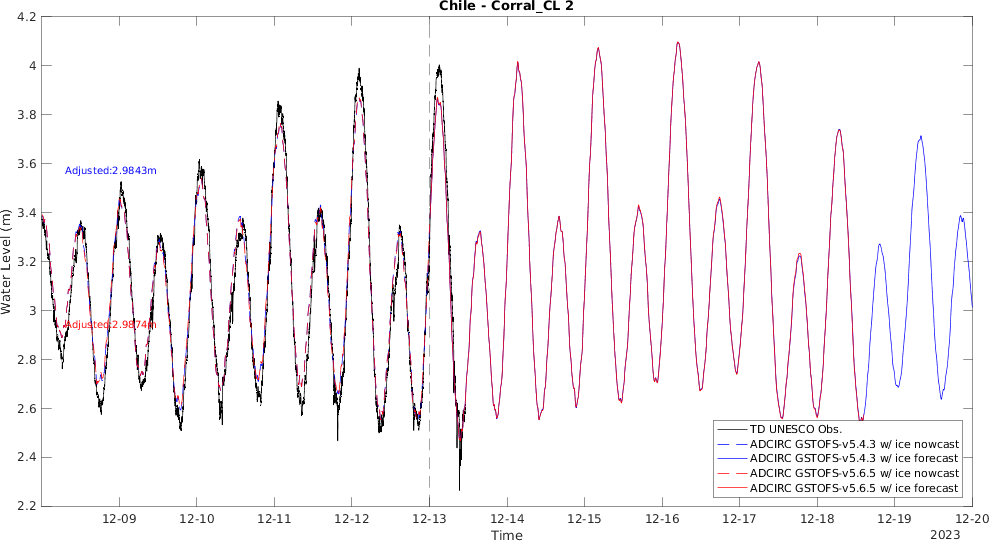 Chile - Corral_CL 2
4.2
4
3.8
3.6
3.4
3.2
3
2.8
2.6
2.4
2.2
Water Level (m)
Adjusted:2.9843m
Adjusted:2.9874m
TD UNESCO Obs.
ADCIRC GSTOFS-v5.4.3 w/ ice nowcast
ADCIRC GSTOFS-v5.4.3 w/ ice forecast
ADCIRC GSTOFS-v5.6.5 w/ ice nowcast
ADCIRC GSTOFS-v5.6.5 w/ ice forecast
12-09 12-10 12-11 12-12 12-13 12-14 12-15 12-16 12-17 12-18 12-19 12-20
Time
2023